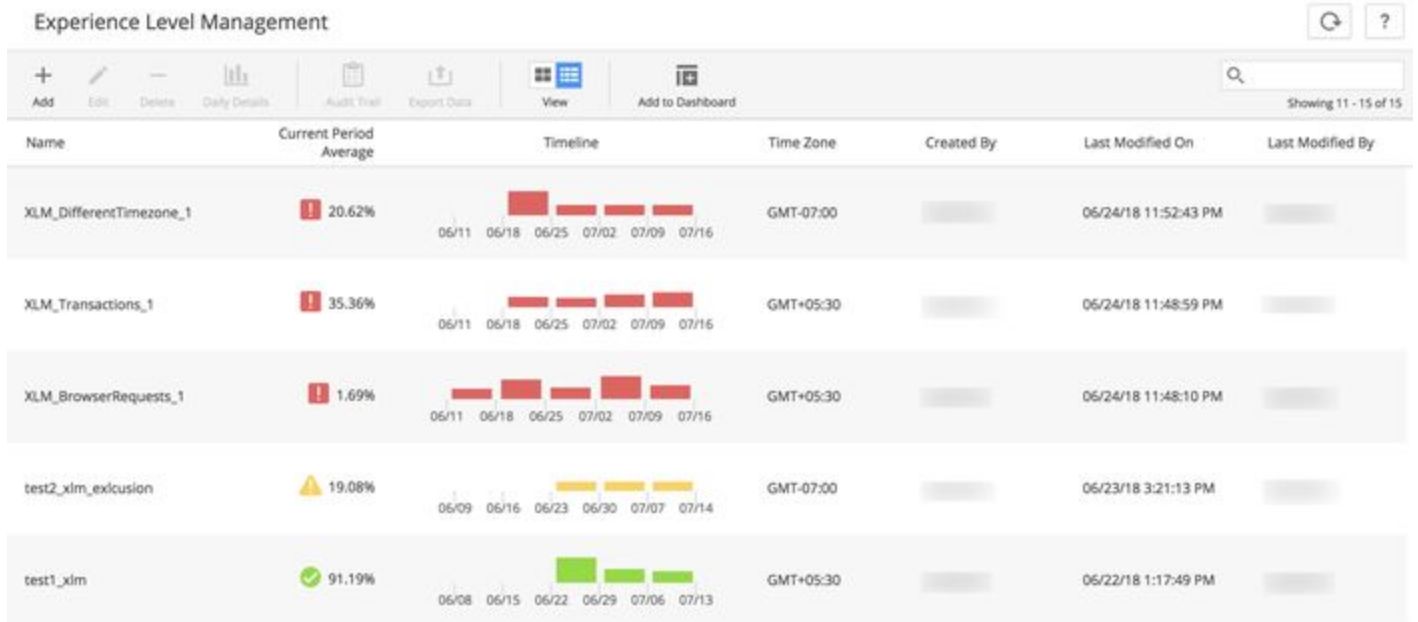 Experience Level Management
?
Add Edit Delete Daily Details Audit Trail Export Data View Add to Dashboard
Showing 11 - 15 of 15
Name Current Period Average Timeline Time Zone Created By Last Modified On Last Modified By
XLM_DifferentTimezone_1 20.62% GMT-07:00 06/24/18 11:52:43 PM
06/11 06/18 06/25 07/02 07/09 07/16
XLM_Transactions_1 35.36% GMT+05:30 06/24/18 11:48:59 PM
06/11 06/18 06/25 07/02 07/09 07/16
XLM_BrowserRequests_1 1.69% GMT+05:30 06/24/18 11:48:10 PM
06/11 06/18 06/25 07/02 07/09 07/16
test2_xlm_exlcusion 19.08% GMT-07:00 06/23/18 3:21:13 PM
06/09 06/16 06/23 06/30 07/07 07/14
test1_xlm 91.19% GMT+05:30 06/22/18 1:17:49 PM
06/08 06/15 06/22 06/29 07/06 07/13